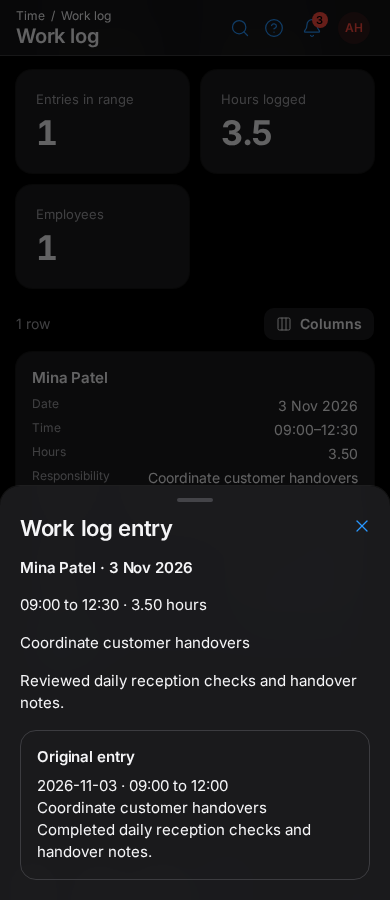 Time / Work log
Work log
3
AH
Entries in range
1
Hours logged
3.5
Employees
1
1 row
Columns
Mina Patel
Date
3 Nov 2026
Time
09:00–12:30
Hours
3.50
Responsibility
Coordinate customer handovers
Work log entry
Mina Patel · 3 Nov 2026
09:00 to 12:30 · 3.50 hours
Coordinate customer handovers
Reviewed daily reception checks and handover
notes.
Original entry
2026-11-03 · 09:00 to 12:00
Coordinate customer handovers
Completed daily reception checks and
handover notes.